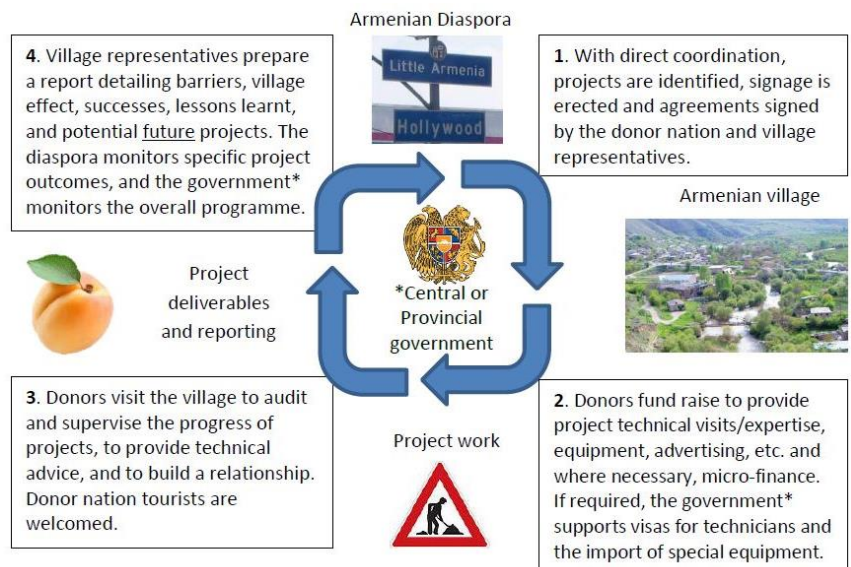 Armenian Diaspora
Little Armenia
Hollywood
1. With direct coordination,
projects are identified, signage is
erected and agreements signed
by the donor nation and village
representatives.
Armenian village
2. Donors fund raise to provide
project technical visits/expertise,
equipment, advertising, etc. and
where necessary, micro-finance.
If required, the government*
supports visas for technicians and
the import of special equipment.
Project work
3. Donors visit the village to audit
and supervise the progress of
projects, to provide technical
advice, and to build a relationship.
Donor nation tourists are
welcomed.
Project
deliverables
and reporting
4. Village representatives prepare
a report detailing barriers, village
effect, successes, lessons learnt,
and potential future projects. The
diaspora monitors specific project
outcomes, and the government*
monitors the overall programme.
*Central or
Provincial
government